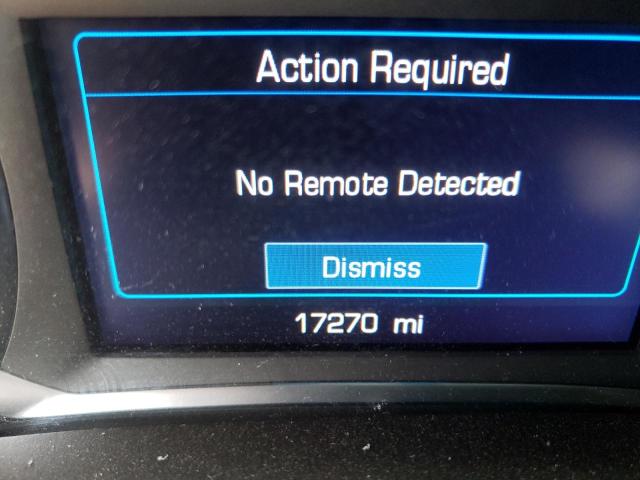 Action Required
No Remote Detected
Dismiss
17270 mi